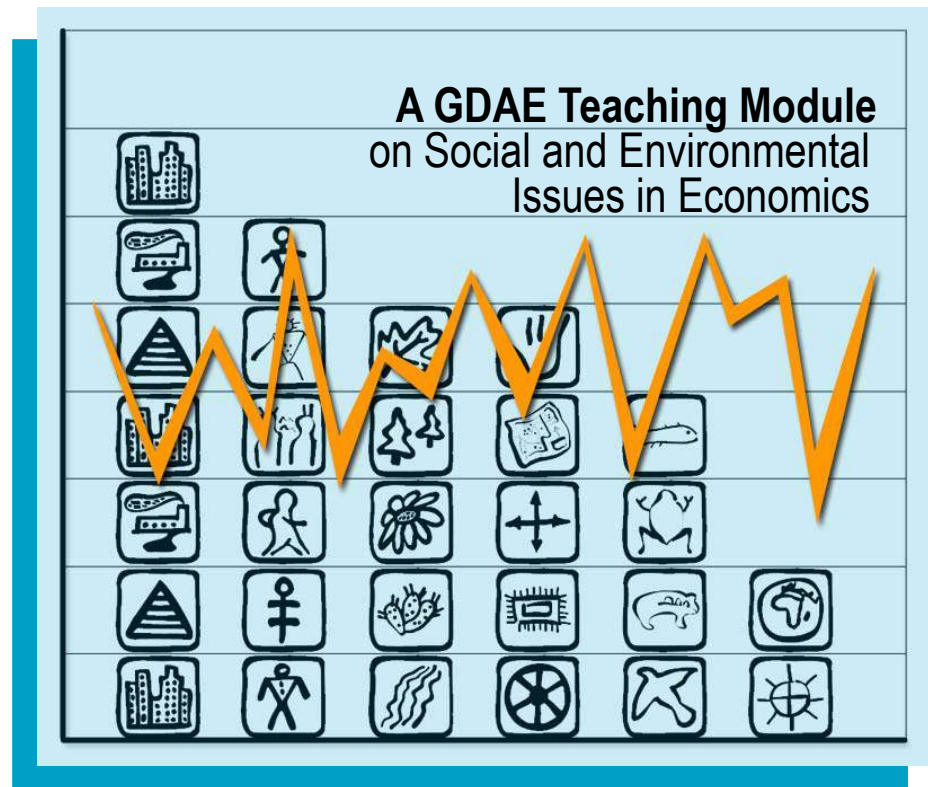 A GDAE Teaching Module
on Social and Environmental
Issues in Economics